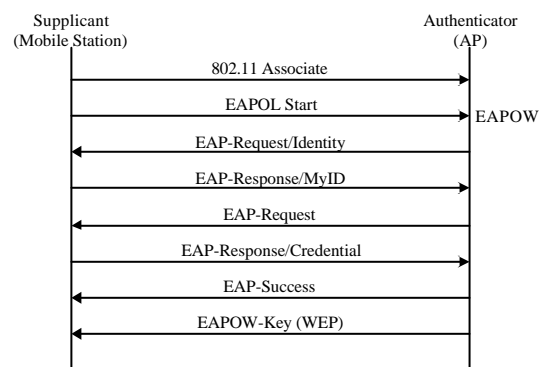 Supplicant
(Mobile Station)
Authenticator
(AP)
802.11 Associate
EAPOL Start
EAPOW
EAP-Request/Identity
EAP-Response/MyID
EAP-Request
EAP-Response/Credential
EAP-Success
EAPOW-Key (WEP)